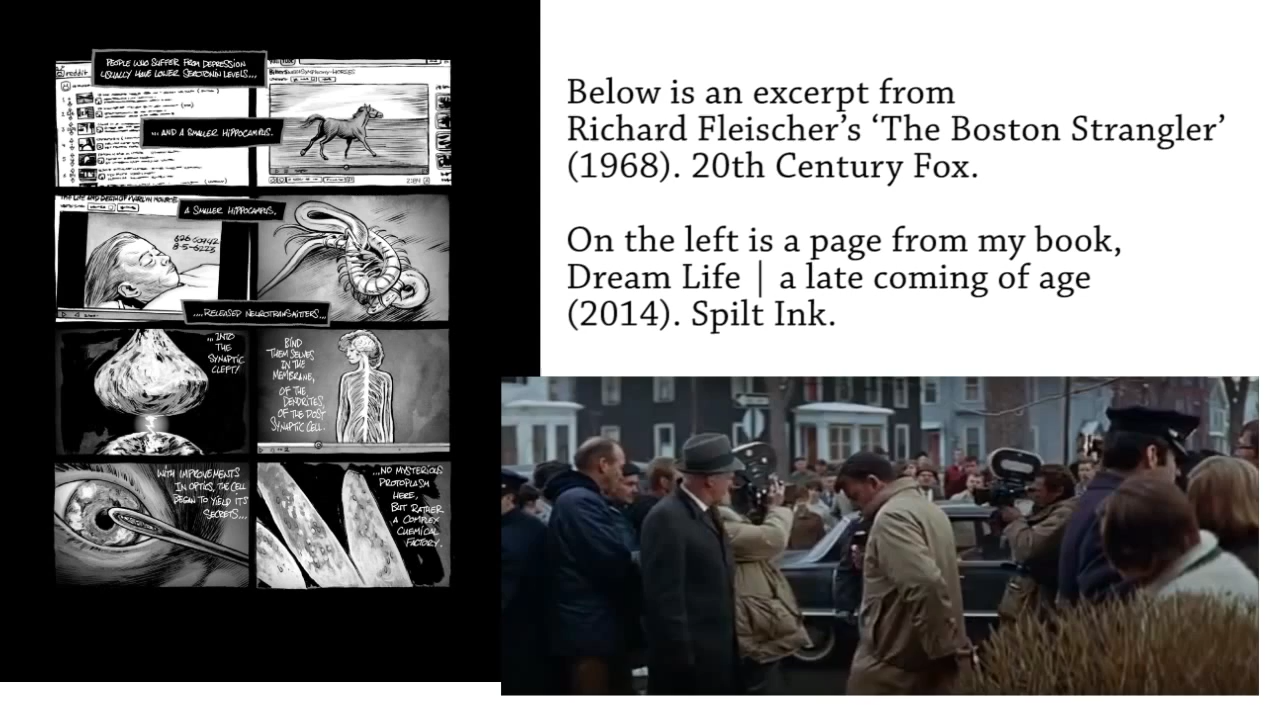 PEOPLE WHO SUFFER FROM DEPRESSION
USUALLY HAVE LOWER SEROTONIN LEVELS...
reddit
... AND A SMALLER HIPPOCAMPUS.
A SMALLER HIPPOCAMPUS.
....RELEASED NEUROTRANSMITTERS...
...INTO
THE
SYNAPTIC
CLEFT!
BIND
THEMSELVES
IN THE
MEMBRANE,
OF THE
DENDRITES,
OF THE POST
SYNAPTIC CELL.
WITH IMPROVEMENTS
IN OPTICS, THE CELL
BEGAN TO YIELD ITS
SECRETS...
...NO MYSTERIOUS
PROTOPLASM
HERE,
BUT RATHER
A COMPLEX
CHEMICAL
FACTORY.
Below is an excerpt from
Richard Fleischer’s ‘The Boston Strangler’
(1968). 20th Century Fox.
On the left is a page from my book,
Dream Life | a late coming of age
(2014). Spilt Ink.